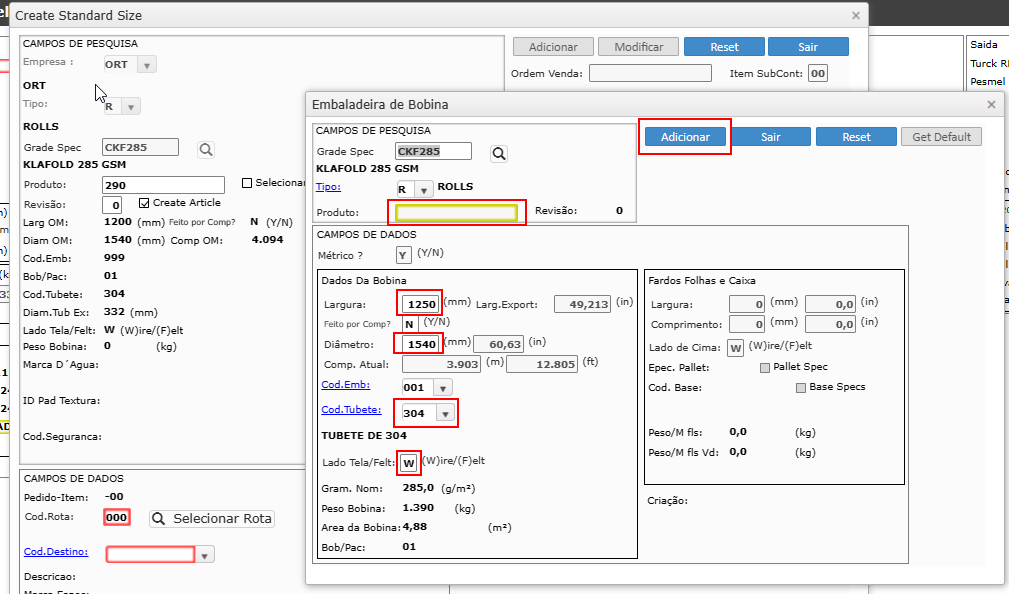 Create Standard Size
CAMPOS DE PESQUISA
Empresa : ORT
ORT
Tipo: R
ROLLS
Grade Spec CKF285
KLAFOLD 285 GSM
Produto: 290 Selecionar
Revisão: 0 Create Article
Larg OM: 1200 (mm) Feito por Comp? N (Y/N)
Diam OM: 1540 (mm) Comp OM: 4.094
Cod.Emb: 999
Bob/Pac: 01
Cod.Tubete: 304
Diam.Tub Ex: 332 (mm)
Lado Tela/Felt: W (W)ire/(F)elt
Peso Bobina: 0 (kg)
Marca D´Agua:
ID Pad Textura:
Cod.Seguranca:
CAMPOS DE DADOS
Pedido-Item: -00
Cod.Rota: 000 Selecionar Rota
Cod.Destino:
Descricao:
Adicionar Modificar Reset Sair
Ordem Venda: Item SubCont: 00
Saida
Turck
Pesmel
Embaladeira de Bobina
CAMPOS DE PESQUISA
Grade Spec CKF285
KLAFOLD 285 GSM
Tipo: R ROLLS
Produto: Revisão: 0
Adicionar Sair Reset Get Default
CAMPOS DE DADOS
Métrico ? Y (Y/N)
Dados Da Bobina
Largura: 1250 (mm) Larg.Export: 49,213 (in)
Feito por Comp? N (Y/N)
Diâmetro: 1540 (mm) 60,63 (in)
Comp. Atual: 3.903 (m) 12.805 (ft)
Cod.Emb: 001
Cod.Tubete: 304
TUBETE DE 304
Lado Tela/Felt: W (W)ire/(F)elt
Gram. Nom: 285,0 (g/m²)
Peso Bobina: 1.390 (kg)
Area da Bobina: 4,88 (m²)
Bob/Pac: 01
Fardos Folhas e Caixa
Largura: 0 (mm) 0,0 (in)
Comprimento: 0 (mm) 0,0 (in)
Lado de Cima: W (W)ire/(F)elt
Epec. Pallet: Pallet Spec
Cod. Base: Base Specs
Peso/M fls: 0,0 (kg)
Peso/M fls Vd: 0,0 (kg)
Criação: